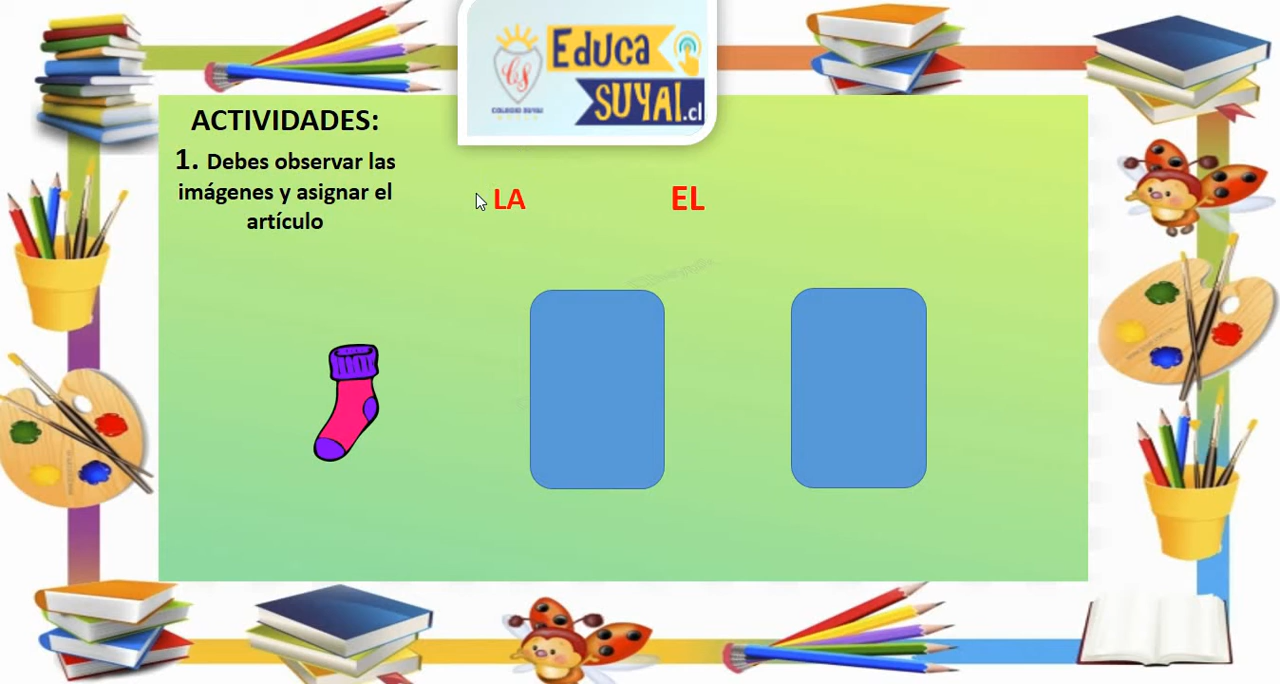 Educa
SUYAI.cl
COLEGIO SUYAI
ACTIVIDADES:
1. Debes observar las
imágenes y asignar el
artículo
LA
EL